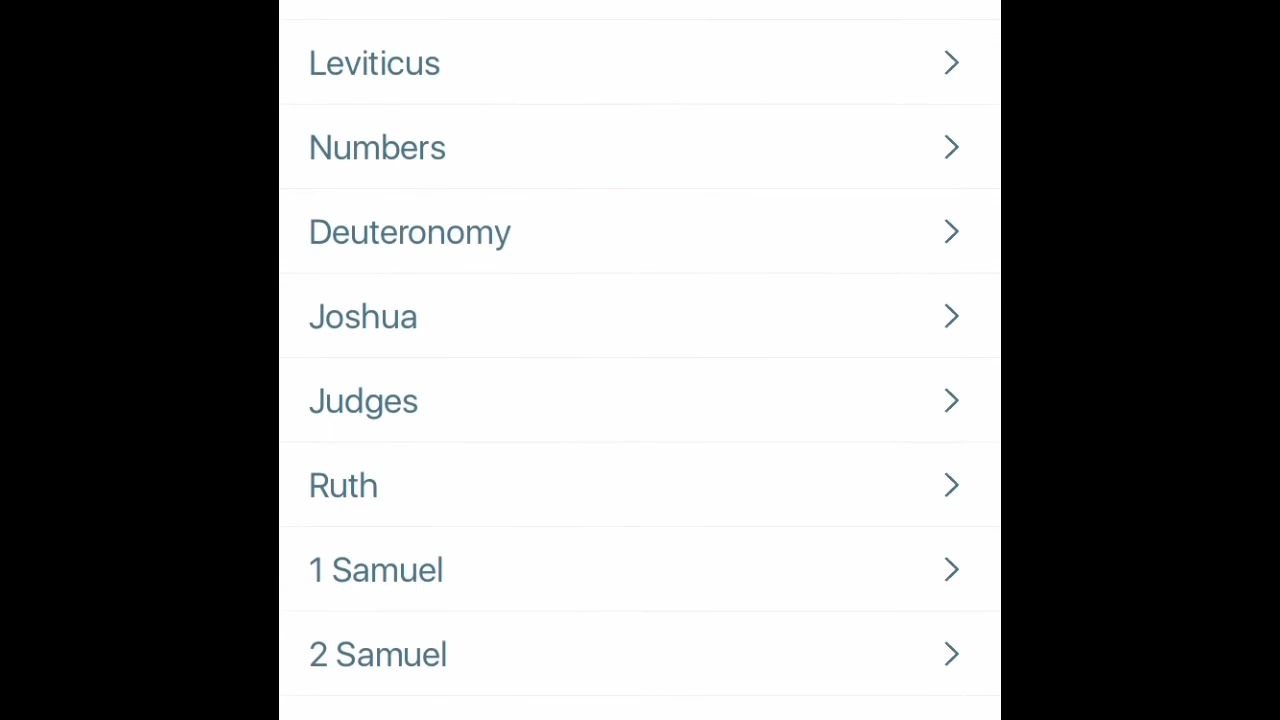 Leviticus
Numbers
Deuteronomy
Joshua
Judges
Ruth
1 Samuel
2 Samuel